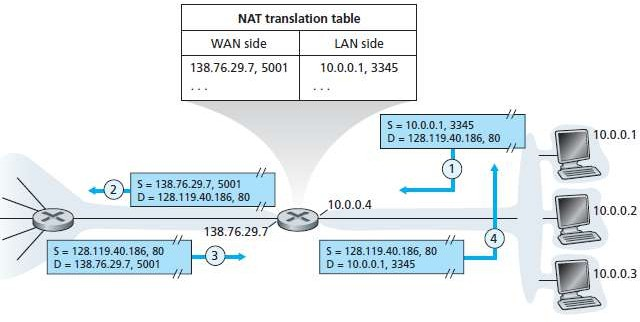 NAT translation table
WAN side LAN side
138.76.29.7, 5001 10.0.0.1, 3345
. . . . . .
S = 10.0.0.1, 3345
D = 128.119.40.186, 80
10.0.0.1
1
2
S = 138.76.29.7, 5001
D = 128.119.40.186, 80
10.0.0.4
10.0.0.2
138.76.29.7
S = 128.119.40.186, 80
D = 138.76.29.7, 5001
3
S = 128.119.40.186, 80
D = 10.0.0.1, 3345
4
10.0.0.3